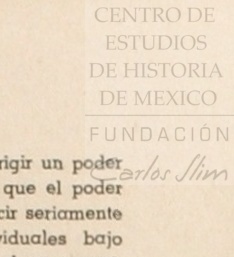 CENTRO DE
ESTUDIOS
DE HISTORIA
DE MEXICO
FUNDACIÓN
Carlos Slim
rigir un poder
que el poder
cir seriamente
viduales bajo